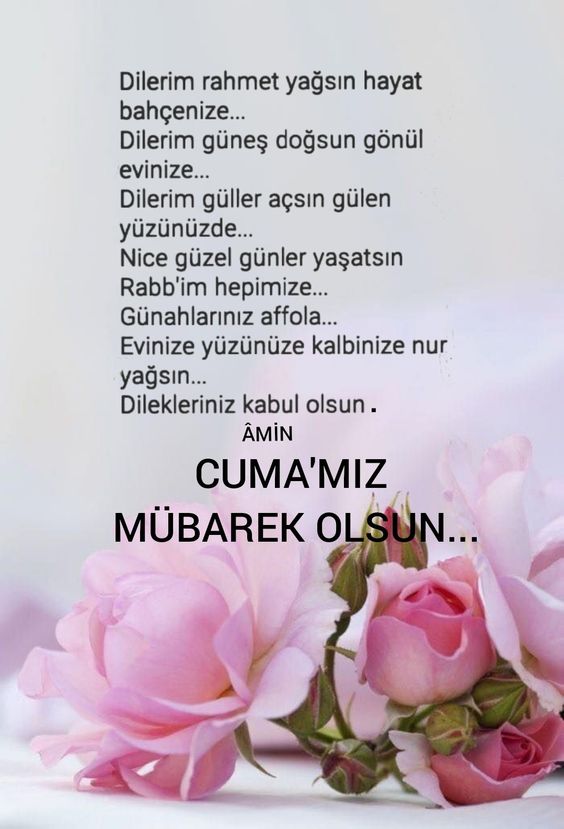 Dilerim rahmet yağsın hayat
bahçenize...
Dilerim güneş doğsun gönül
evinize...
Dilerim güller açsın gülen
yüzünüzde...
Nice güzel günler yaşatsın
Rabb'im hepimize...
Günahlarınız affola...
Evinize yüzünüze kalbinize nur
yağsın...
Dilekleriniz kabul olsun.
ÂMİN
CUMA'MIZ
MÜBAREK OLSUN...